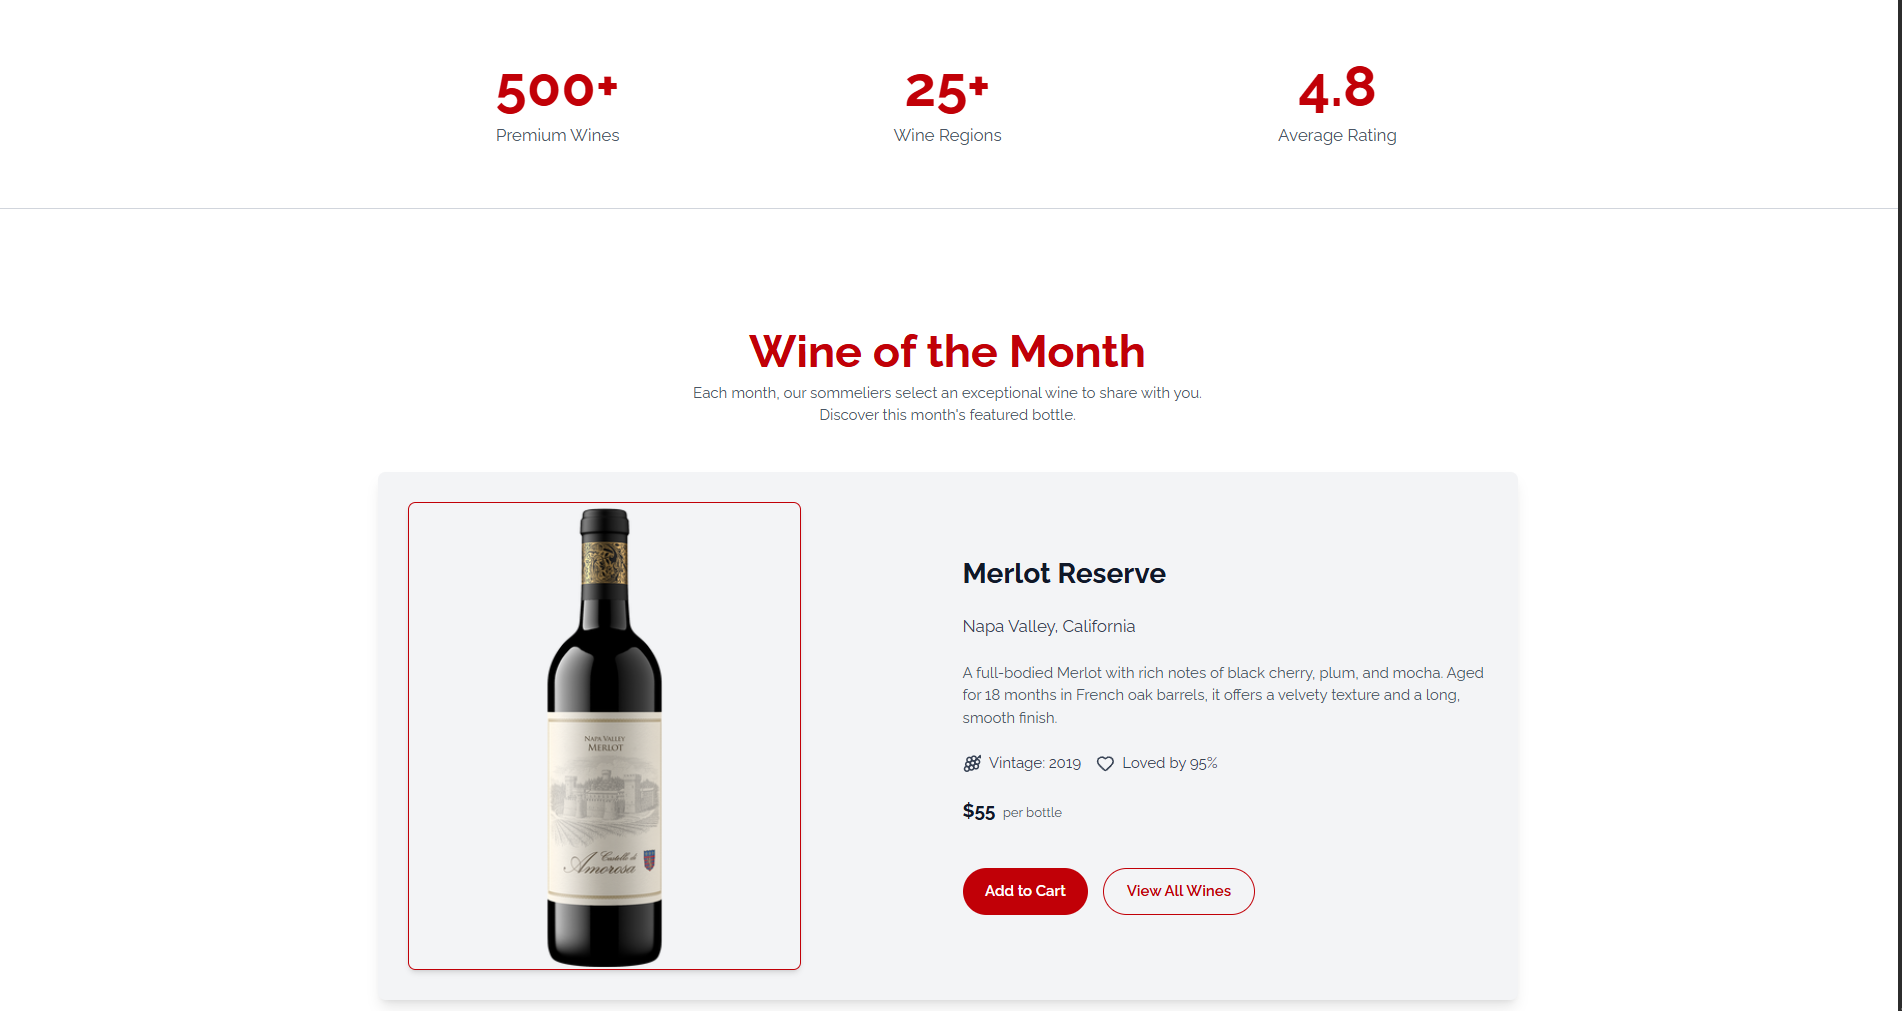 500+
25+
4.8
Premium Wines
Wine Regions
Average Rating
Wine of the Month
Each month, our sommeliers select an exceptional wine to share with you.
Discover this month's featured bottle.
NAPA VALLEY
MERLOT
Castello di
Amorosa
Merlot Reserve
Napa Valley, California
A full-bodied Merlot with rich notes of black cherry, plum, and mocha. Aged
for 18 months in French oak barrels, it offers a velvety texture and a long,
smooth finish.
Vintage: 2019 Loved by 95%
$55 per bottle
Add to Cart
View All Wines